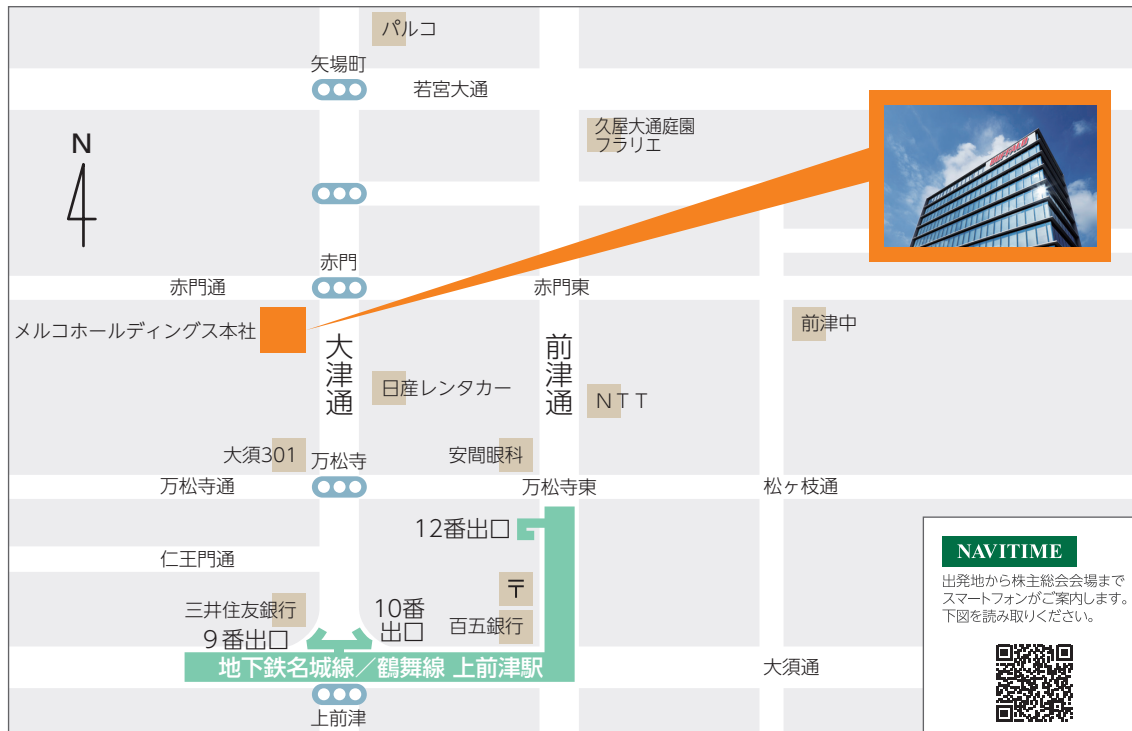 パルコ
矢場町
若宮大通
久屋大通庭園
フラリエ
N
BUFFALO
赤門
赤門通
赤門東
メルコホールディングス本社
前津中
大津通
前津通
日産レンタカー
NTT
大須301
万松寺
安間眼科
万松寺通
万松寺東
松ヶ枝通
12番出口
仁王門通
〒
三井住友銀行
9番出口
10番
出口
百五銀行
地下鉄名城線/鶴舞線 上前津駅
大須通
上前津
NAVITIME
出発地から株主総会会場まで
スマートフォンがご案内します。
下図を読み取りください。